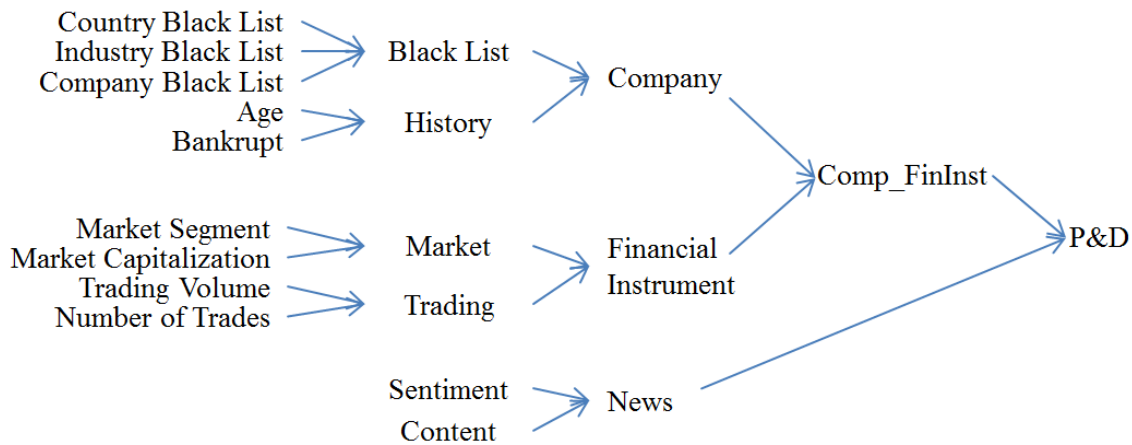 Country Black List
Industry Black List
Company Black List
Age
Bankrupt
Black List
History
Company
Comp_FinInst
P&D
Market Segment
Market Capitalization
Trading Volume
Number of Trades
Market
Trading
Financial
Instrument
Sentiment
Content
News